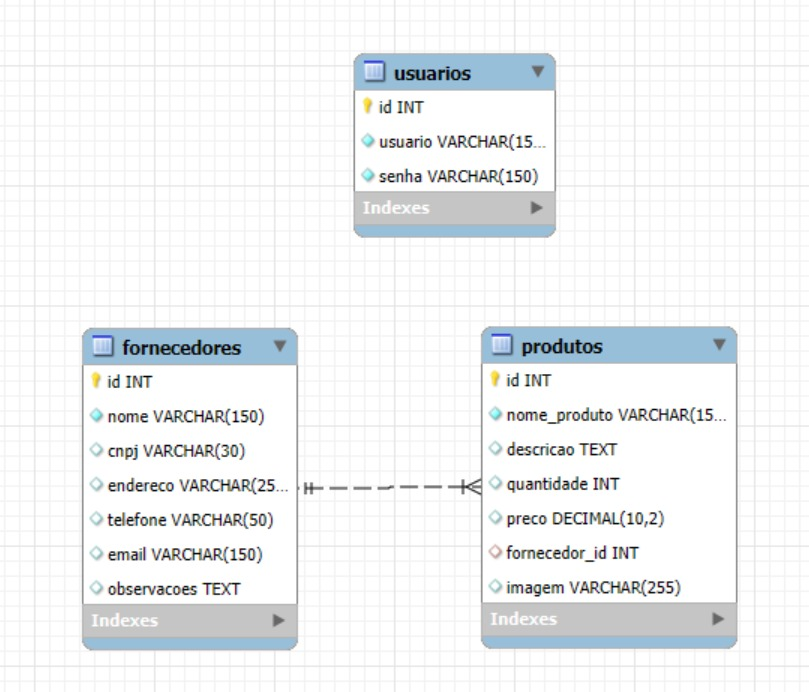 usuarios
id INT
usuario VARCHAR(15...
senha VARCHAR(150)
Indexes
fornecedores
id INT
nome VARCHAR(150)
cnpj VARCHAR(30)
endereco VARCHAR(25...
telefone VARCHAR(50)
email VARCHAR(150)
observacoes TEXT
Indexes
produtos
id INT
nome_produto VARCHAR(15...
descricao TEXT
quantidade INT
preco DECIMAL(10,2)
fornecedor_id INT
imagem VARCHAR(255)
Indexes